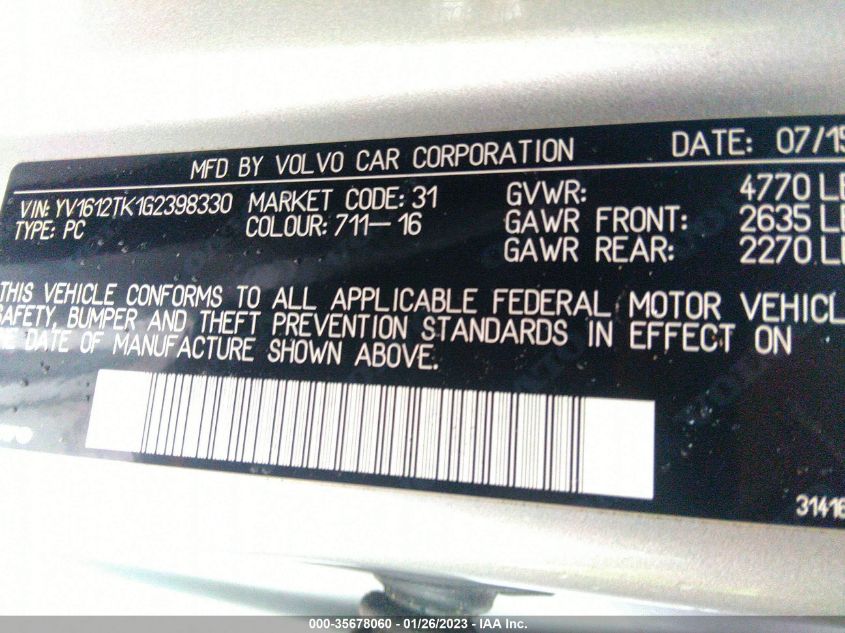 MFD BY VOLVO CAR CORPORATION DATE: 07/15
VIN: YV1612TK1G2398330 MARKET CODE: 31 GVWR: 4770 LB
TYPE: PC COLOUR: 711-16 GAWR FRONT: 2635 LB
GAWR REAR: 2270 LB
THIS VEHICLE CONFORMS TO ALL APPLICABLE FEDERAL MOTOR VEHICL
SAFETY, BUMPER AND THEFT PREVENTION STANDARDS IN EFFECT ON
HE DATE OF MANUFACTURE SHOWN ABOVE.
31416
000-35678060 - 01/26/2023 - IAA Inc.